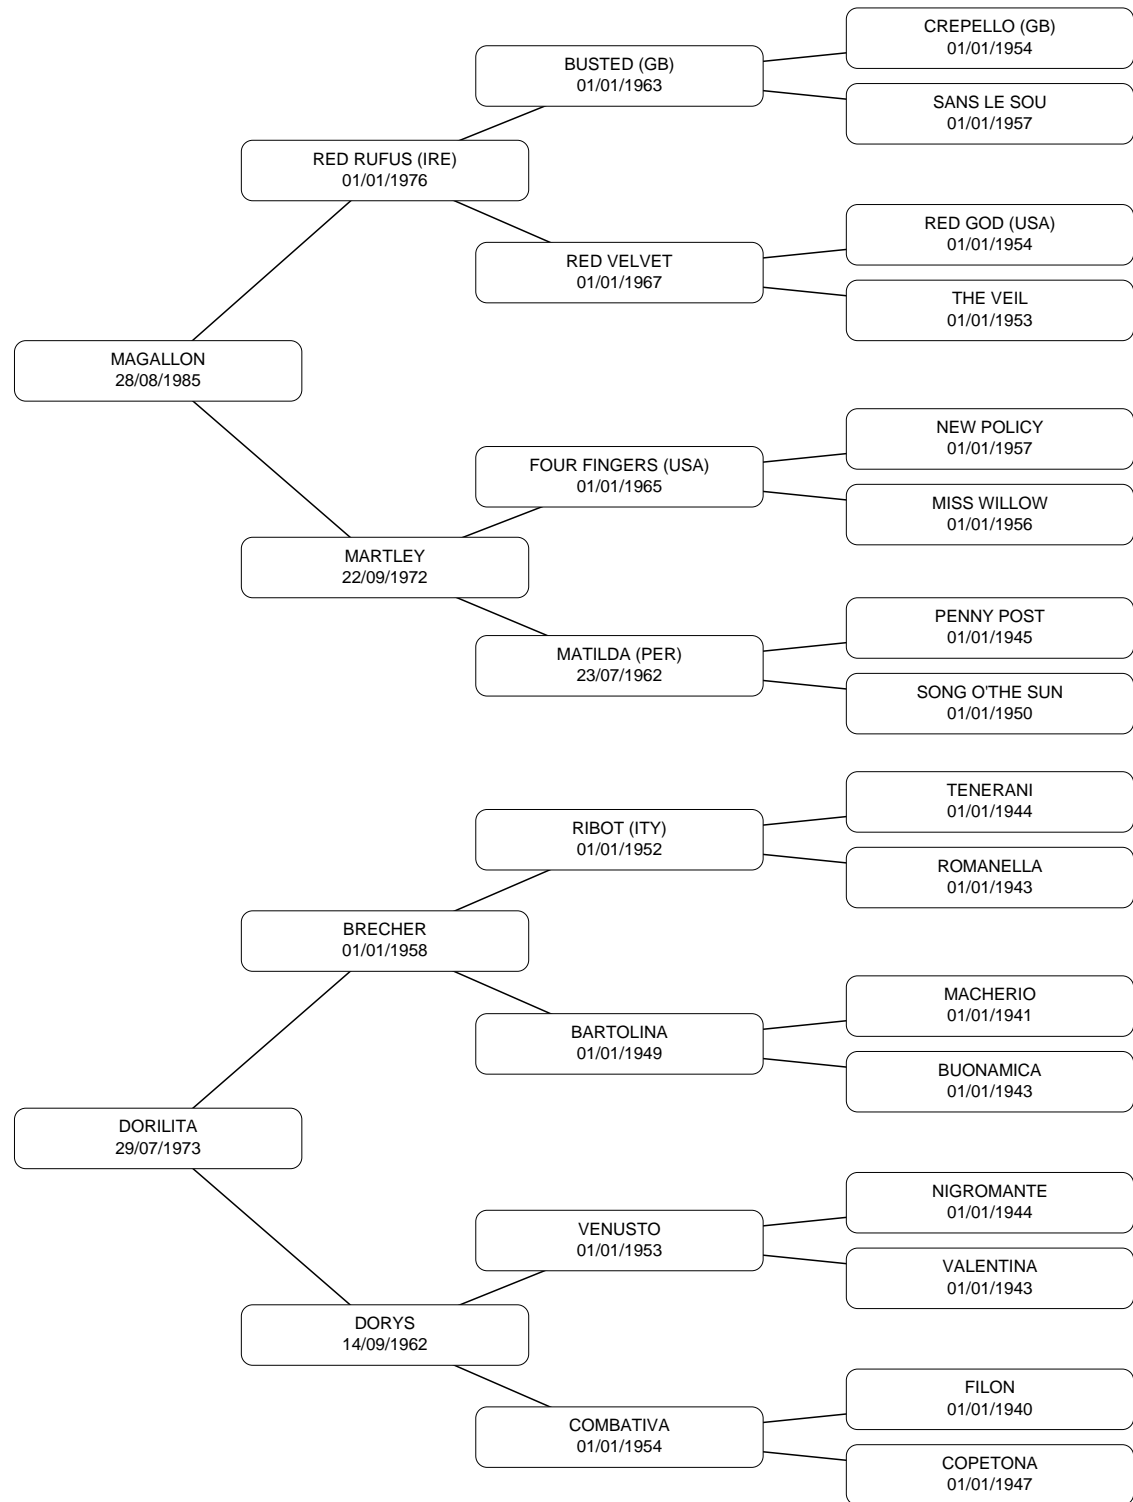 CREPELLO (GB)
01/01/1954
BUSTED (GB)
01/01/1963
SANS LE SOU
01/01/1957
RED RUFUS (IRE)
01/01/1976
RED GOD (USA)
01/01/1954
RED VELVET
01/01/1967
THE VEIL
01/01/1953
MAGALLON
28/08/1985
NEW POLICY
01/01/1957
FOUR FINGERS (USA)
01/01/1965
MISS WILLOW
01/01/1956
MARTLEY
22/09/1972
PENNY POST
01/01/1945
MATILDA (PER)
23/07/1962
SONG O'THE SUN
01/01/1950
TENERANI
01/01/1944
RIBOT (ITY)
01/01/1952
ROMANELLA
01/01/1943
BRECHER
01/01/1958
MACHERIO
01/01/1941
BARTOLINA
01/01/1949
BUONAMICA
01/01/1943
DORILITA
29/07/1973
NIGROMANTE
01/01/1944
VENUSTO
01/01/1953
VALENTINA
01/01/1943
DORYS
14/09/1962
FILON
01/01/1940
COMBATIVA
01/01/1954
COPETONA
01/01/1947